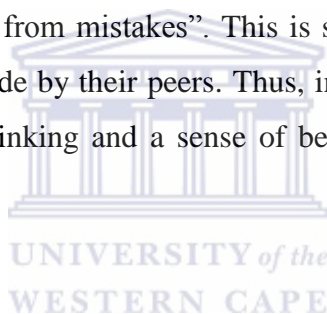 from mistakes”. This is s
de by their peers. Thus, in
inking and a sense of be
UNIVERSITY of the
WESTERN CAPE